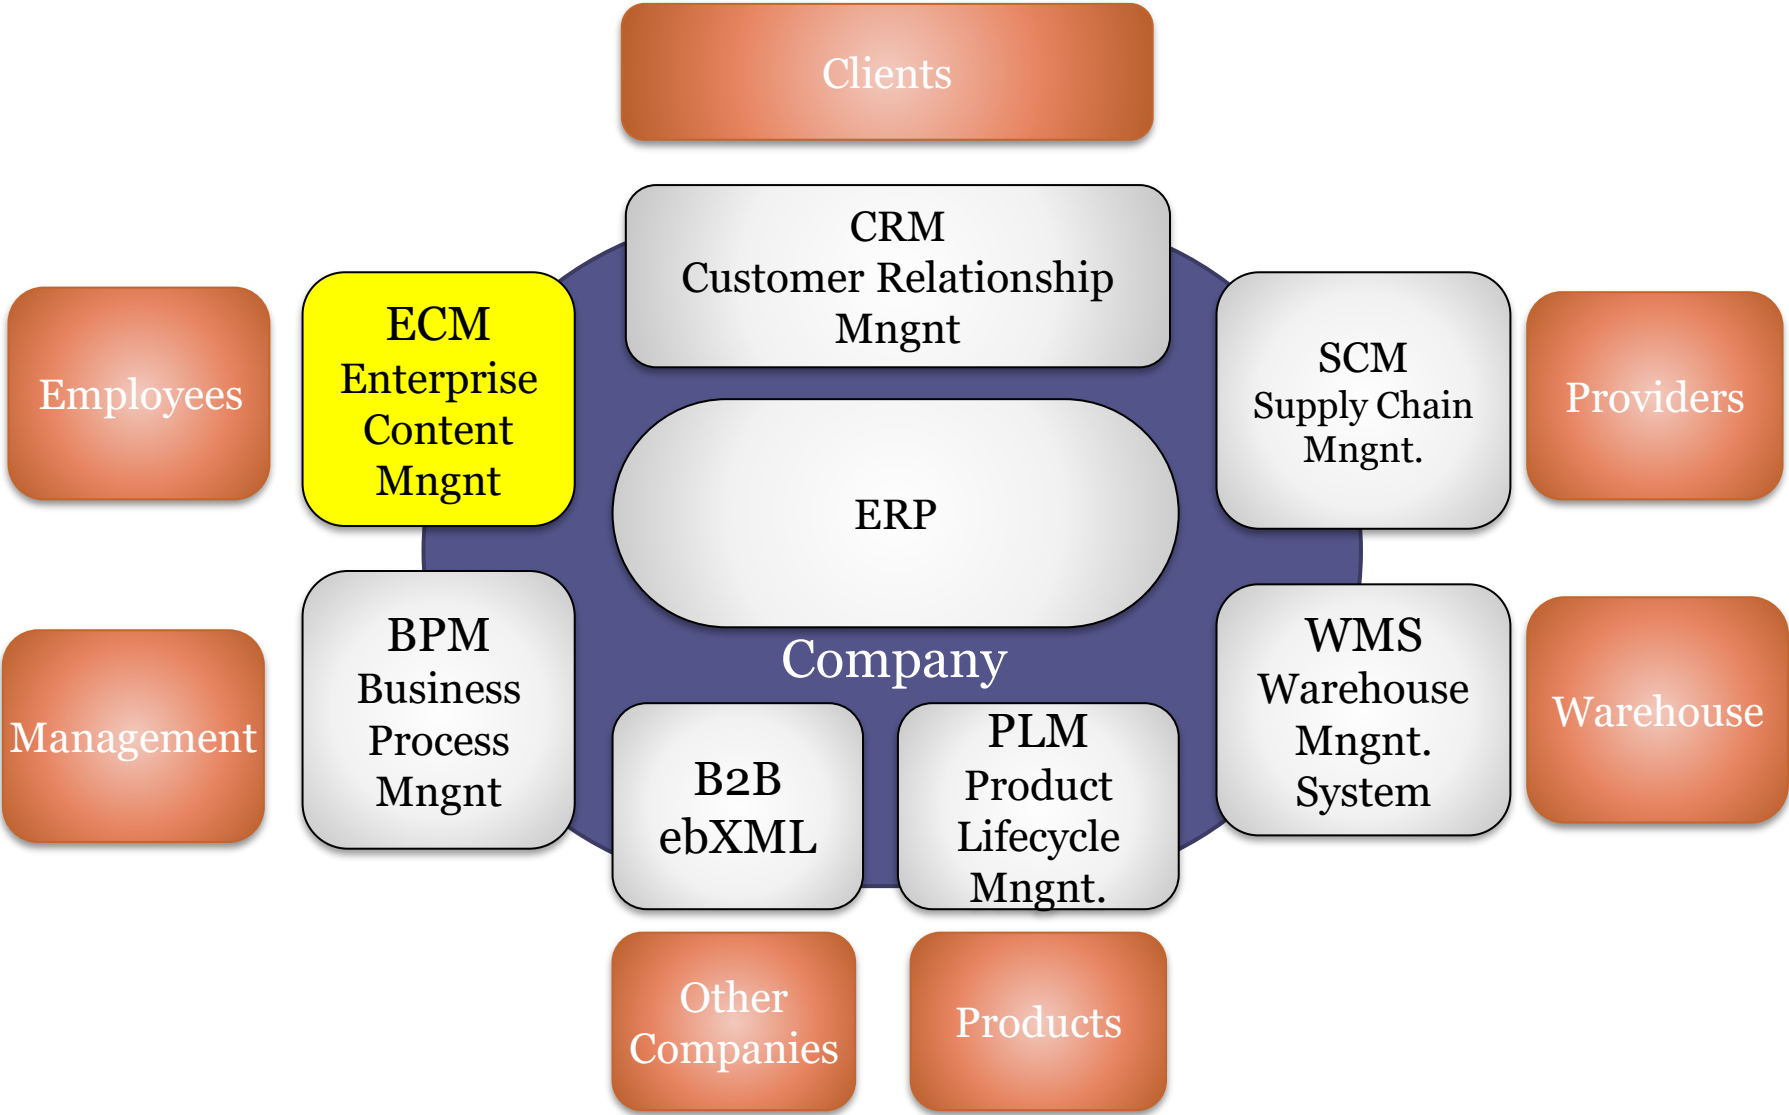 Clients
CRM
Customer Relationship
Mngnt
Employees
ECM
Enterprise
Content
Mngnt
SCM
Supply Chain
Mngnt.
Providers
ERP
Management
BPM
Business
Process
Mngnt
Company
WMS
Warehouse
Mngnt.
System
Warehouse
B2B
ebXML
PLM
Product
Lifecycle
Mngnt.
Other
Companies
Products